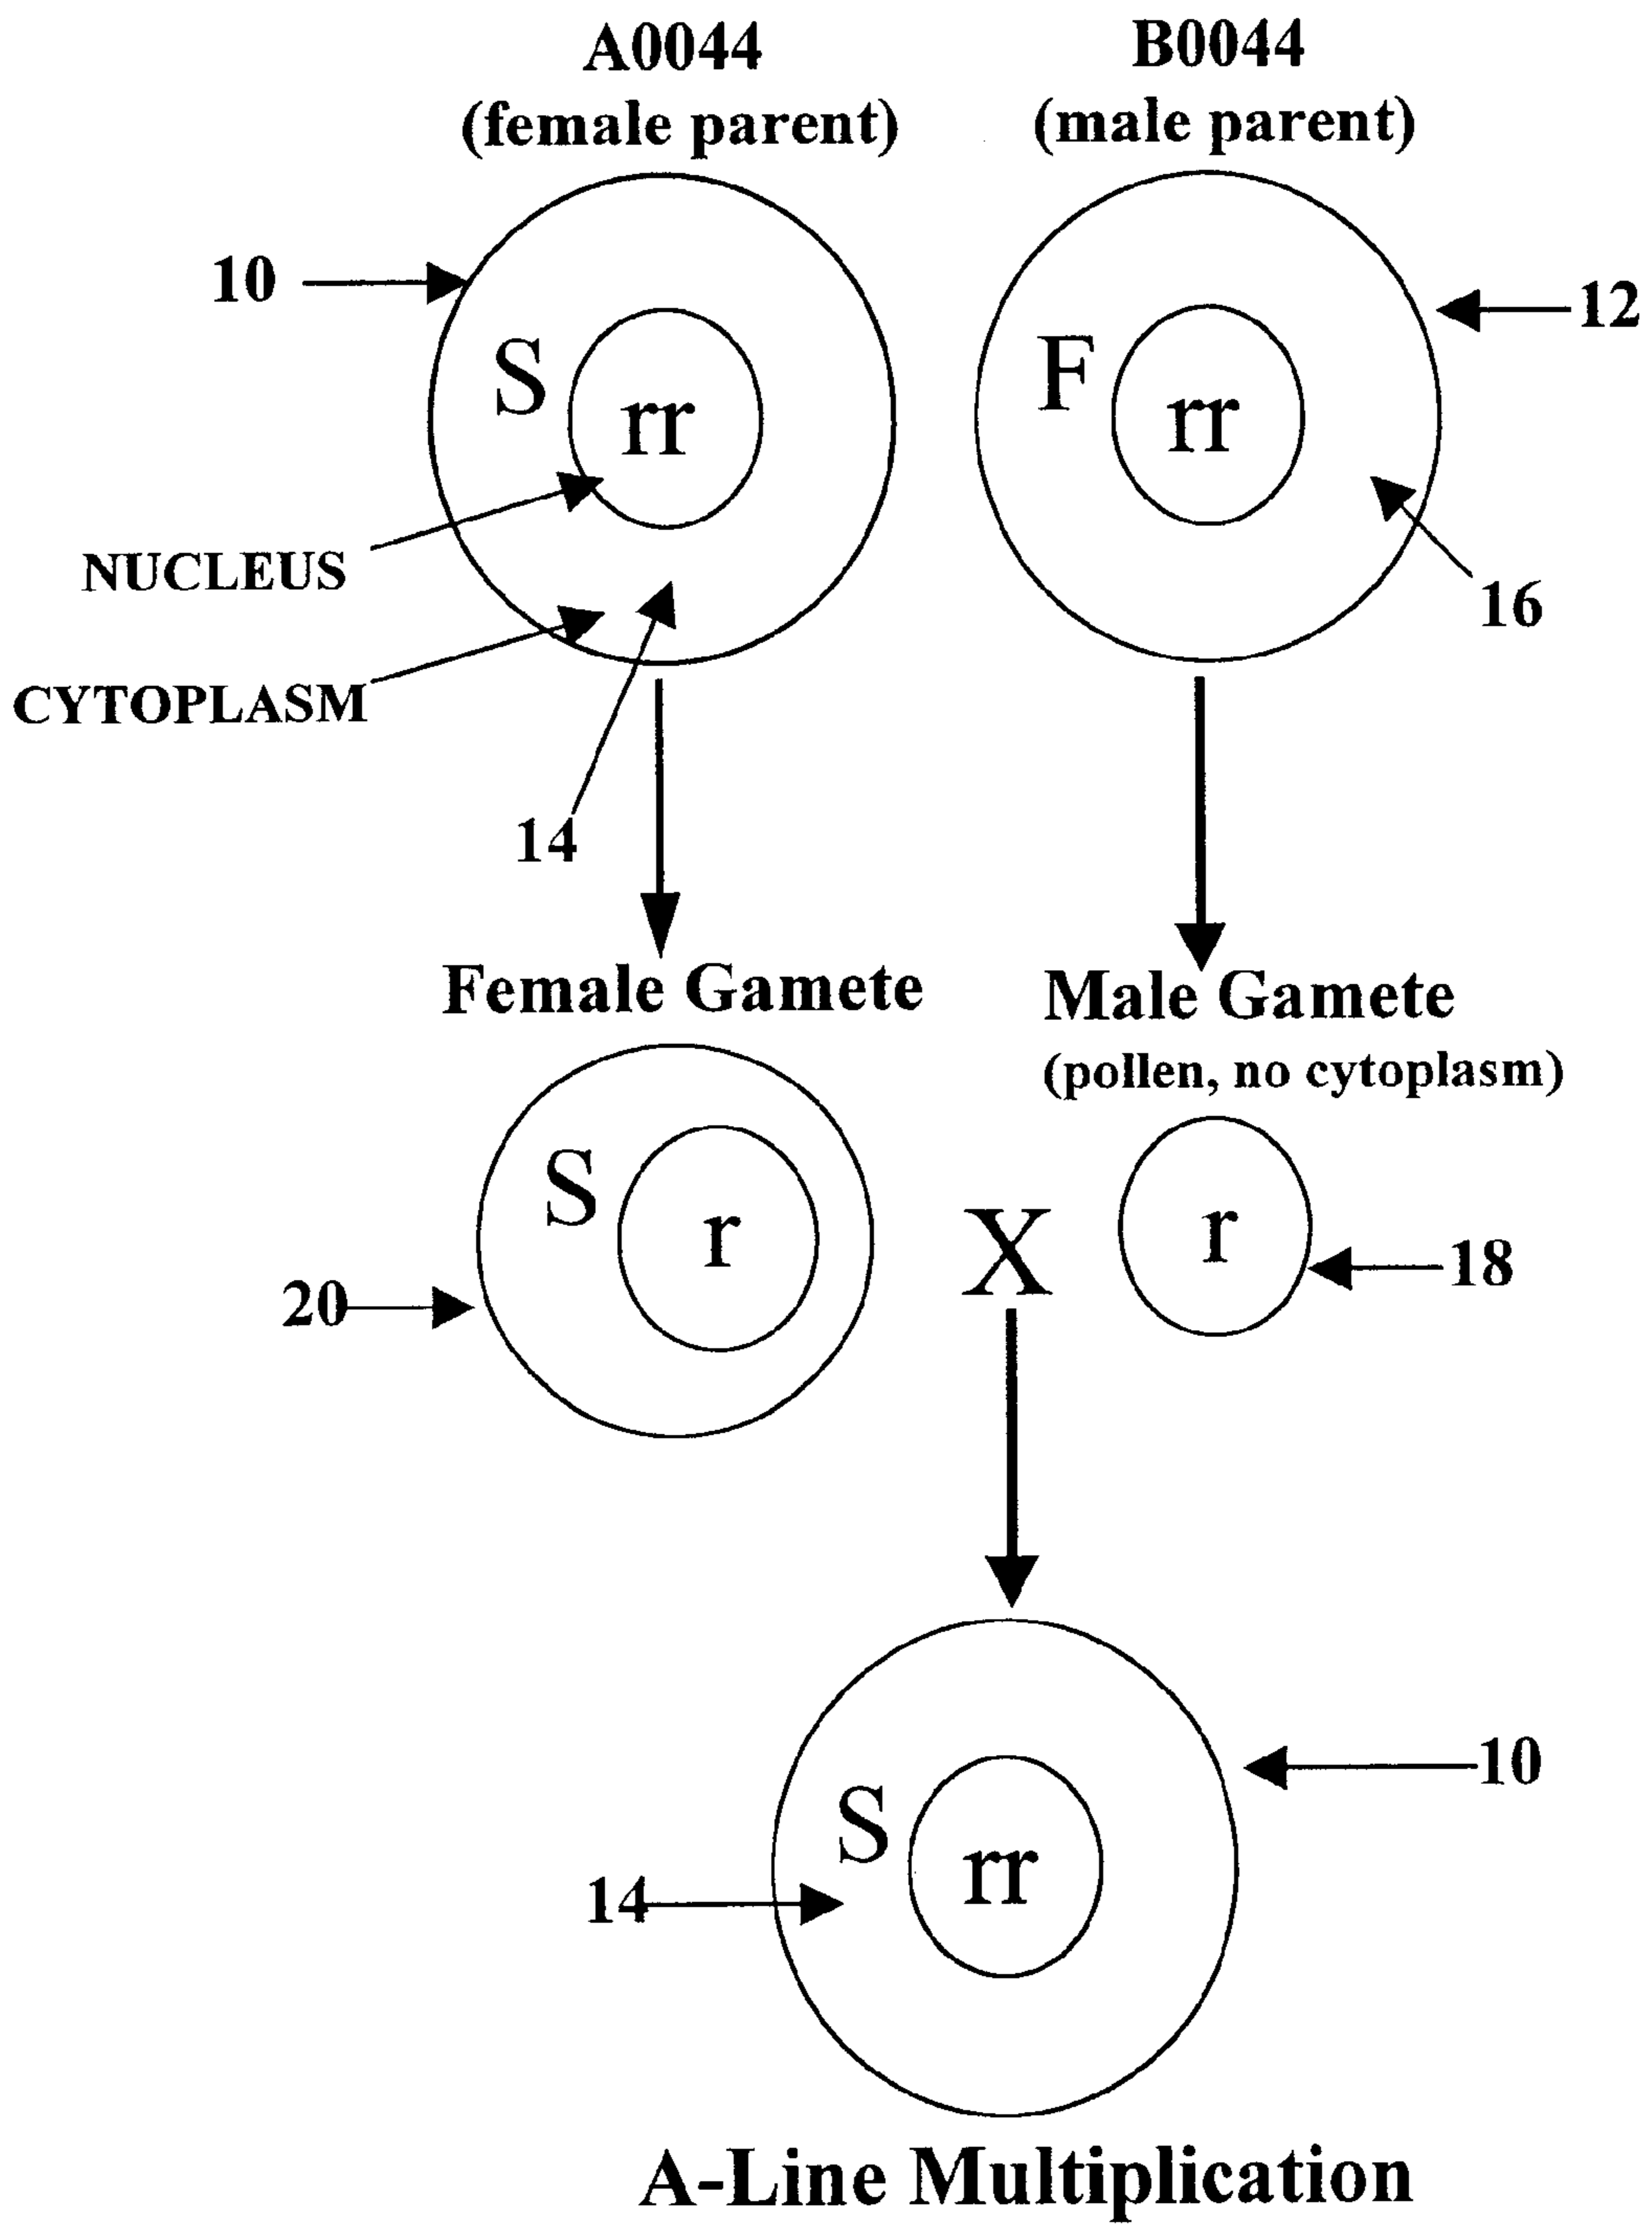 A0044
(female parent)
B0044
(male parent)
10
12
S
rr
F
rr
NUCLEUS
CYTOPLASM
16
14
Female Gamete
Male Gamete
(pollen, no cytoplasm)
S
r
X
r
20
18
10
S
rr
14
A-Line Multiplication